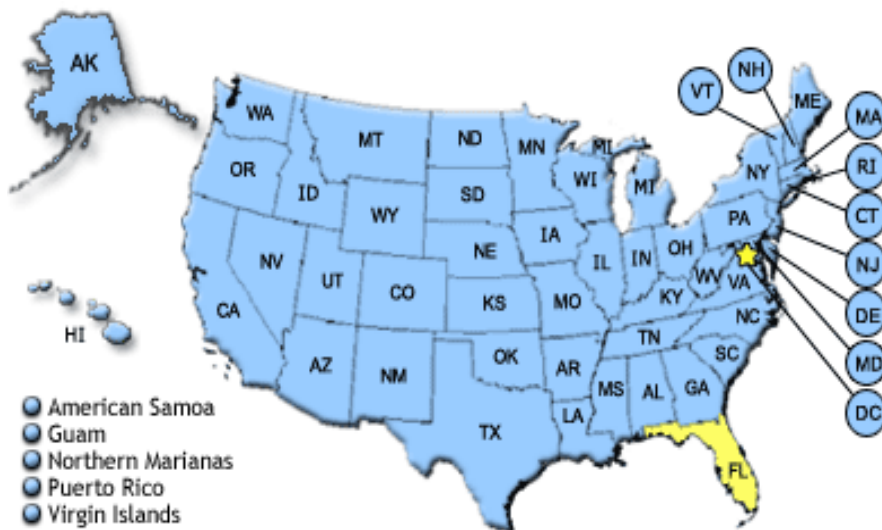 AK
VT
NH
ME
MA
WA
MT
ND
MN
MI
RI
OR
ID
SD
WI
MI
NY
CT
WY
PA
IA
NE
OH
NJ
NV
UT
IL
IN
WV
VA
CA
CO
KS
MO
KY
DE
HI
NC
TN
MD
AZ
NM
OK
AR
SC
MS
AL
GA
DC
TX
LA
FL
American Samoa
Guam
Northern Marianas
Puerto Rico
Virgin Islands